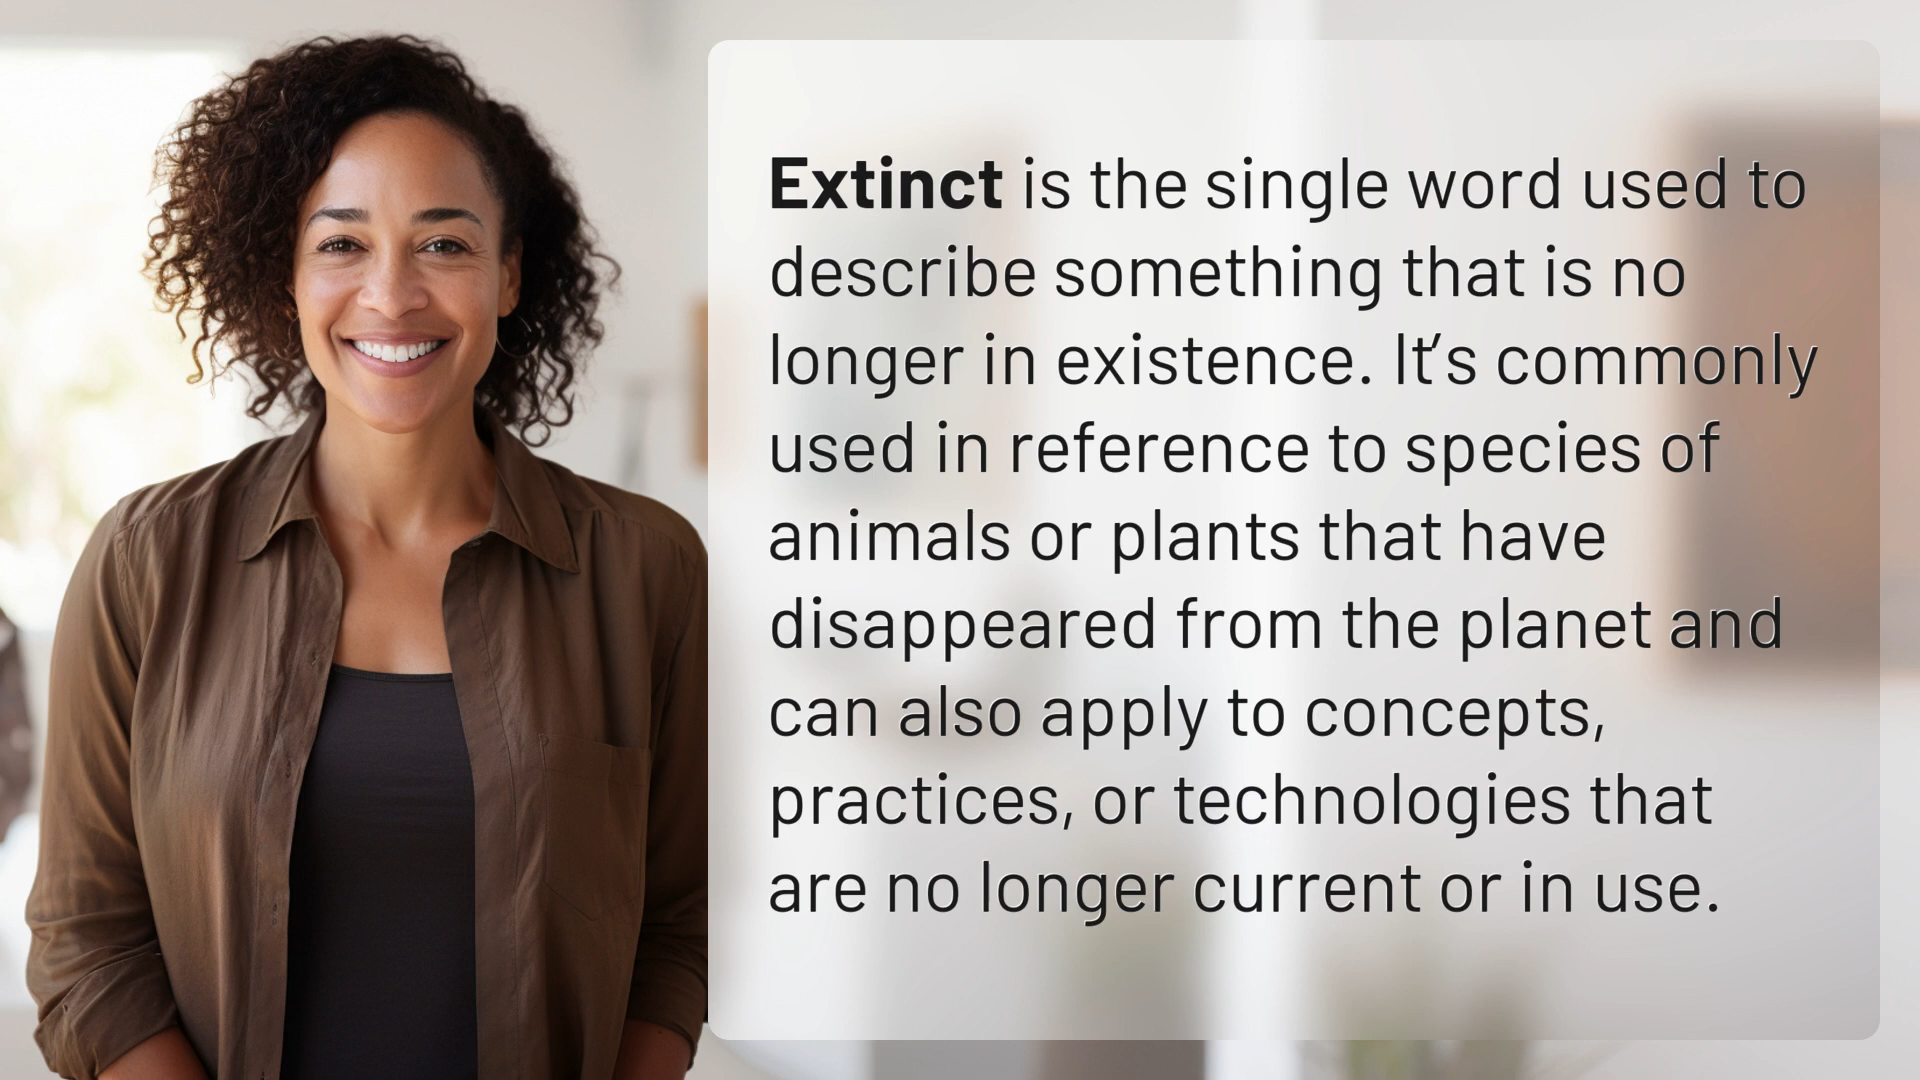 Extinct is the single word used to
describe something that is no
longer in existence. It's commonly
used in reference to species of
animals or plants that have
disappeared from the planet and
can also apply to concepts,
practices, or technologies that
are no longer current or in use.